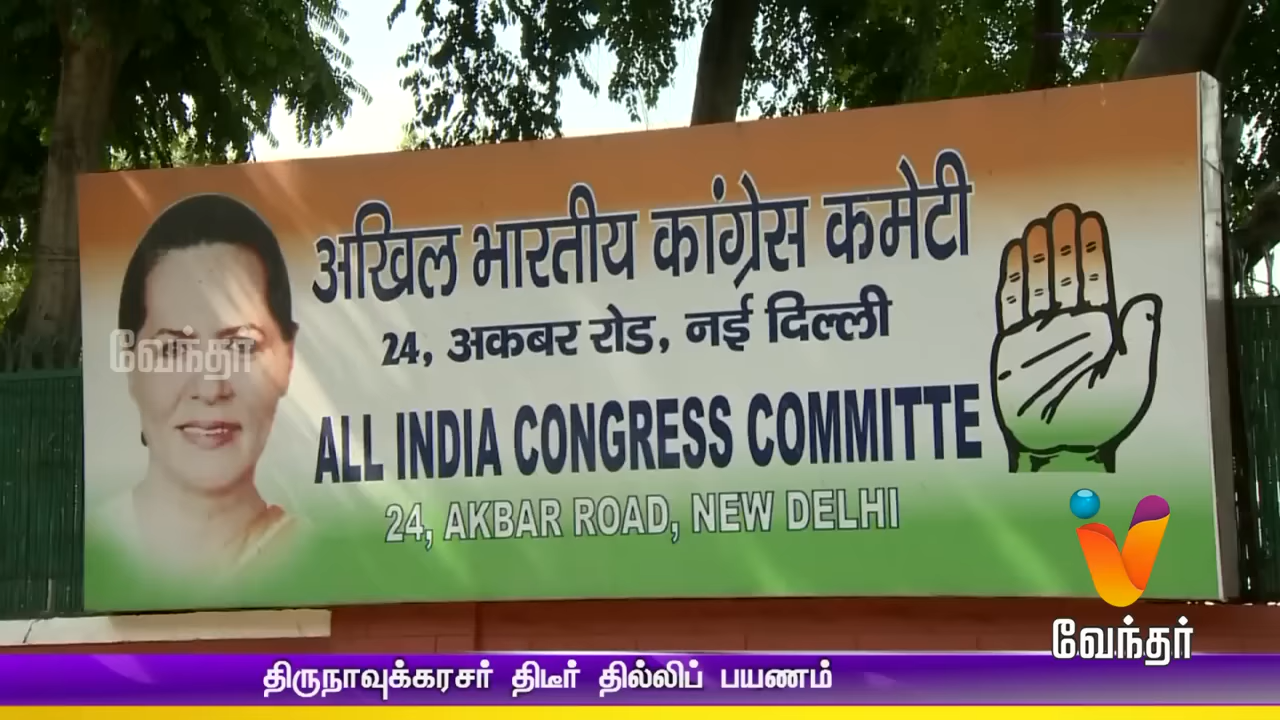 अखिल भारतीय कांग्रेस कमेटी
24, अकबर रोड, नई दिल्ली
ALL INDIA CONGRESS COMMITTE
24, AKBAR ROAD, NEW DELHI
வேந்தர்
வேந்தர்
திருநாவுக்கரசர் திடீர் தில்லிப் பயணம்